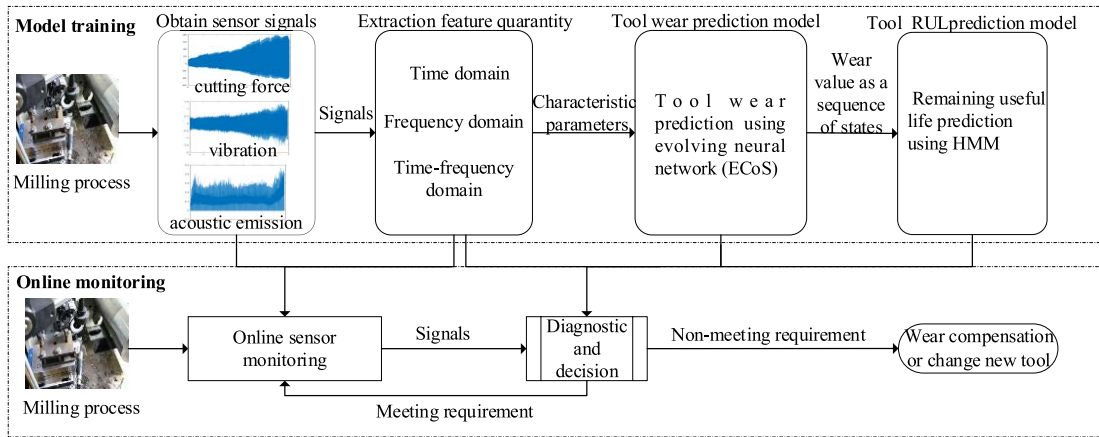 Model training
Obtain sensor signals
Extraction feature quarantity
Tool wear prediction model
Tool RULprediction model
cutting force
vibration
acoustic emission
Milling process
Signals
Time domain
Frequency domain
Time-frequency
domain
Characteristic
parameters
Tool wear
prediction using
evolving neural
network (ECoS)
Wear
value as a
sequence
of states
Remaining useful
life prediction
using HMM
Online monitoring
Milling process
Online sensor
monitoring
Signals
Diagnostic
and
decision
Non-meeting requirement
Wear compensation
or change new tool
Meeting requirement